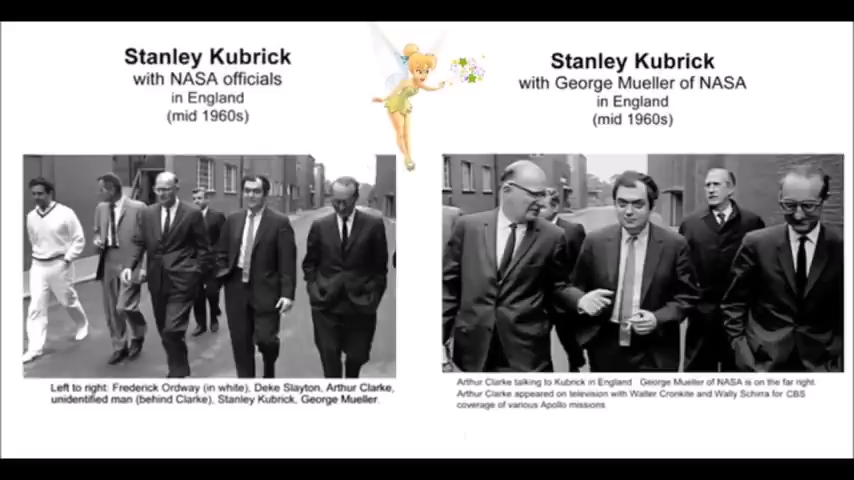 Stanley Kubrick
with NASA officials
in England
(mid 1960s)
Left to right: Frederick Ordway (in white), Deke Slayton, Arthur Clarke,
unidentified man (behind Clarke), Stanley Kubrick, George Mueller.
Stanley Kubrick
with George Mueller of NASA
in England
(mid 1960s)
Arthur Clarke talking to Kubrick in England George Mueller of NASA is on the far right.
Arthur Clarke appeared on television with Walter Cronkite and Wally Schirra for CBS
coverage of various Apollo missions